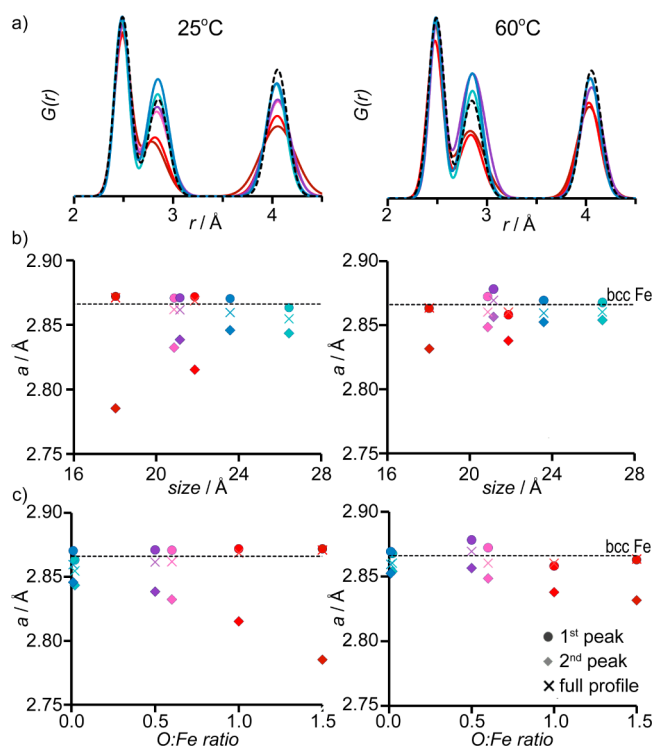 a)
25°C
60°C
G(r)
G(r)
2 3 4
2 3 4
r / Å
r / Å
b)
2.90
2.85
2.80
2.75
a / Å
16 20 24 28
size / Å
2.90
2.85
2.80
2.75
a / Å
bcc Fe
16 20 24 28
size / Å
c)
2.90
2.85
2.80
2.75
a / Å
0.0 0.5 1.0 1.5
O:Fe ratio
2.90
2.85
2.80
2.75
a / Å
bcc Fe
1st peak
2nd peak
full profile
0.0 0.5 1.0 1.5
O:Fe ratio